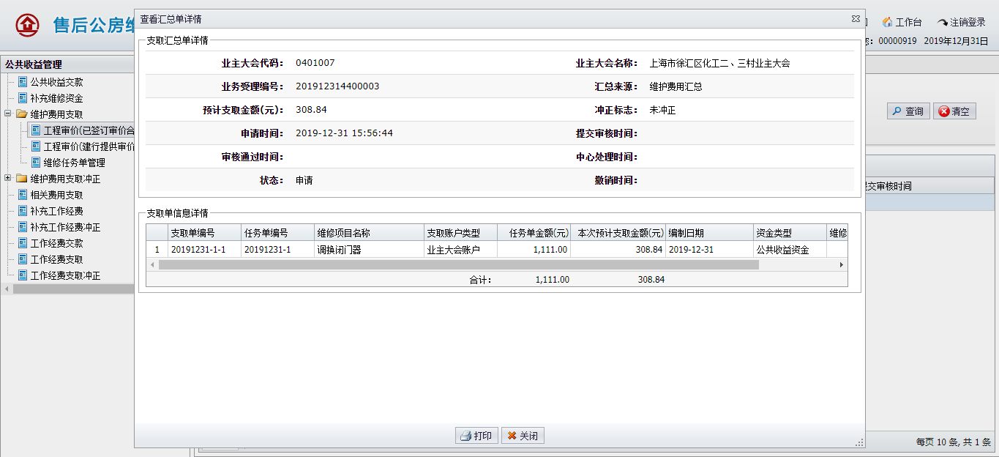 售后公房维
工作台 注销登录
00000919 2019年12月31日
公共收益管理
公共收益交款
补充维修资金
维护费用支取
工程审价(已签订审价合
工程审价(建行提供审价
维修任务单管理
维护费用支取冲正
相关费用支取
补充工作经费
补充工作经费冲正
工作经费交款
工作经费支取
工作经费支取冲正
查看汇总单详情
支取汇总单详情
业主大会代码: 0401007 业主大会名称: 上海市徐汇区化工二、三村业主大会
业务受理编号: 201912314400003 汇总来源: 维护费用汇总
预计支取金额(元): 308.84 冲正标志: 未冲正
申请时间: 2019-12-31 15:56:44 提交审核时间:
审核通过时间: 中心处理时间:
状态: 申请 撤销时间:
支取单信息详情
支取单编号 任务单编号 维修项目名称 支取账户类型 任务单金额(元) 本次预计支取金额(元) 编制日期 资金类型 维修
1 20191231-1-1 20191231-1 调换闭门器 业主大会账户 1,111.00 308.84 2019-12-31 公共收益资金
合计: 1,111.00 308.84
打印 关闭
查询 清空
提交审核时间
每页 10 条, 共 1 条